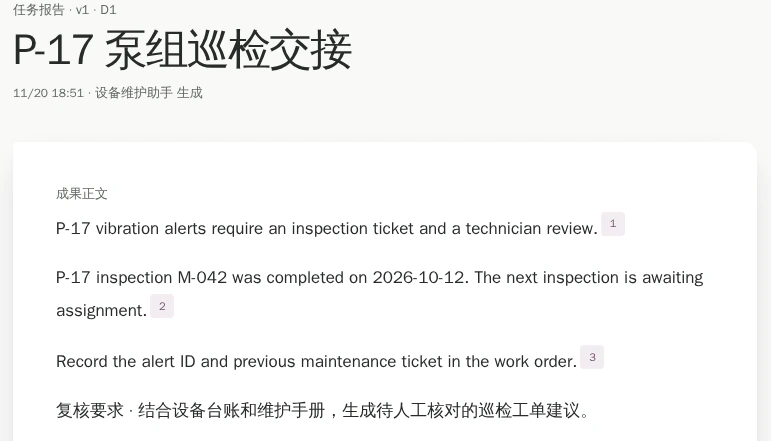 任务报告 · v1 · D1
P-17 泵组巡检交接
11/20 18:51 · 设备维护助手 生成
成果正文
P-17 vibration alerts require an inspection ticket and a technician review. 1
P-17 inspection M-042 was completed on 2026-10-12. The next inspection is awaiting
assignment. 2
Record the alert ID and previous maintenance ticket in the work order. 3
复核要求 · 结合设备台账和维护手册，生成待人工核对的巡检工单建议。